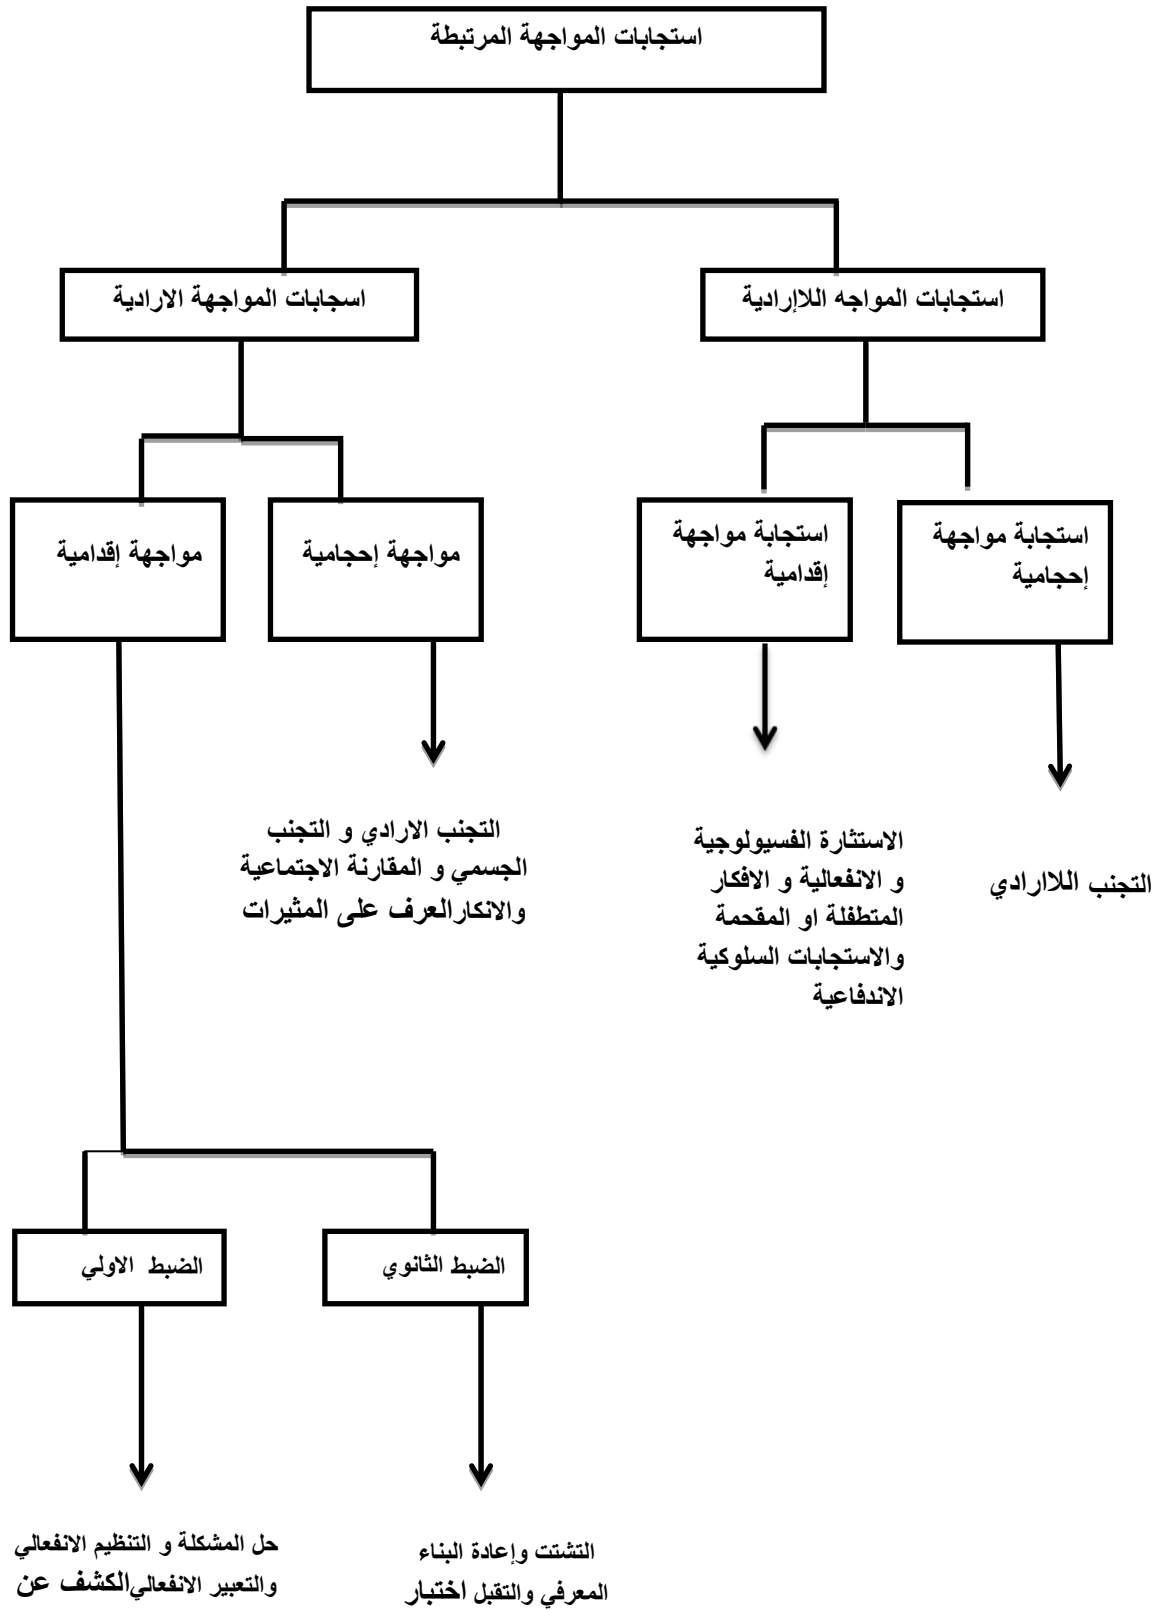 استجابات المواجهة المرتبطة
استجابات المواجه اللاإرادية
اسجابات المواجهة الارادية
استجابة مواجهة
إحجامية
استجابة مواجهة
إقدامية
مواجهة إحجامية
مواجهة إقدامية
التجنب اللاارادي
الاستثارة الفسيولوجية
و الانفعالية و الافكار
المتطفلة او المقحمة
والاستجابات السلوكية
الاندفاعية
التجنب الارادي و التجنب
الجسمي و المقارنة الاجتماعية
والانكارالعرف على المثيرات
الضبط الثانوي
الضبط الاولي
التشتت وإعادة البناء
المعرفي والتقبل اختبار
حل المشكلة و التنظيم الانفعالي
والتعبير الانفعاليالكشف عن